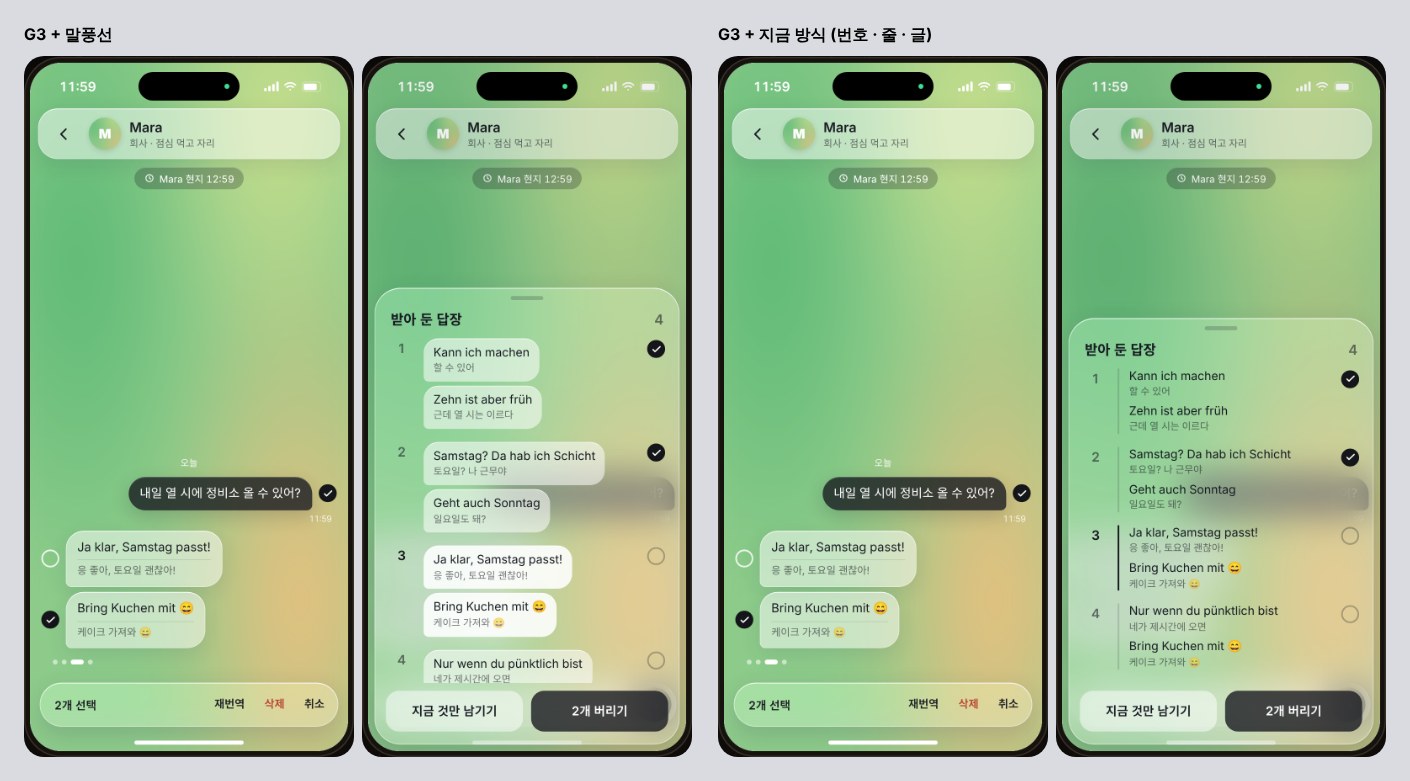 G3 + 말풍선
11:59
M
Mara
회사 · 점심 먹고 자리
Mara 현지 12:59
오늘
내일 열 시에 정비소 올 수 있어?
11:59
Ja klar, Samstag passt!
응 좋아, 토요일 괜찮아!
Bring Kuchen mit 😄
케이크 가져와 😄
2개 선택
재번역
삭제
취소
11:59
M
Mara
회사 · 점심 먹고 자리
Mara 현지 12:59
받아 둔 답장
4
1
Kann ich machen
할 수 있어
Zehn ist aber früh
근데 열 시는 이르다
2
Samstag? Da hab ich Schicht
토요일? 나 근무야
Geht auch Sonntag
일요일도 돼?
3
Ja klar, Samstag passt!
응 좋아, 토요일 괜찮아!
Bring Kuchen mit 😄
케이크 가져와 😄
4
Nur wenn du pünktlich bist
네가 제시간에 오면
지금 것만 남기기
2개 버리기
G3 + 지금 방식 (번호 · 줄 · 글)
11:59
M
Mara
회사 · 점심 먹고 자리
Mara 현지 12:59
오늘
내일 열 시에 정비소 올 수 있어?
11:59
Ja klar, Samstag passt!
응 좋아, 토요일 괜찮아!
Bring Kuchen mit 😄
케이크 가져와 😄
2개 선택
재번역
삭제
취소
11:59
M
Mara
회사 · 점심 먹고 자리
Mara 현지 12:59
받아 둔 답장
4
1
Kann ich machen
할 수 있어
Zehn ist aber früh
근데 열 시는 이르다
2
Samstag? Da hab ich Schicht
토요일? 나 근무야
Geht auch Sonntag
일요일도 돼?
3
Ja klar, Samstag passt!
응 좋아, 토요일 괜찮아!
Bring Kuchen mit 😄
케이크 가져와 😄
4
Nur wenn du pünktlich bist
네가 제시간에 오면
Bring Kuchen mit 😄
케이크 가져와 😄
지금 것만 남기기
2개 버리기